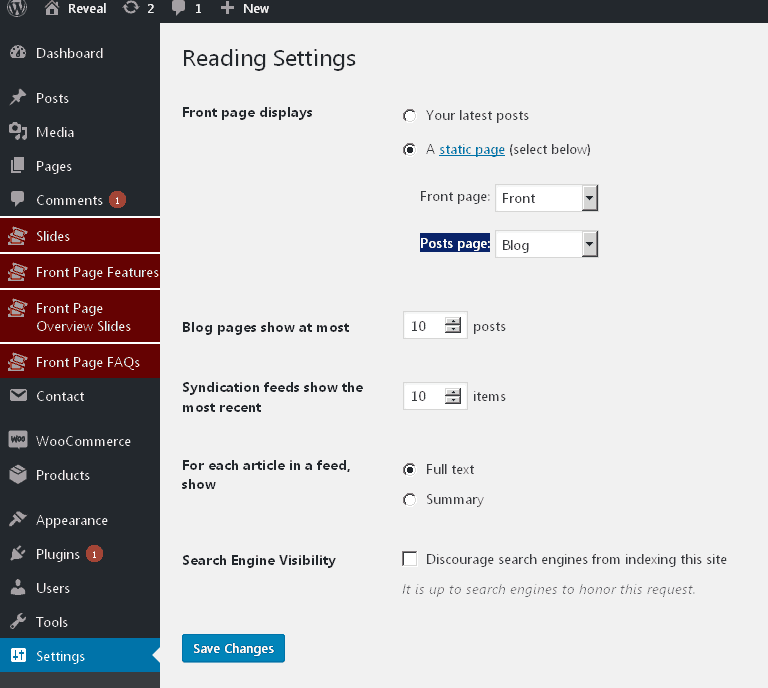 Reveal 2 1 New
Dashboard
Posts
Media
Pages
Comments 1
Slides
Front Page Features
Front Page
Overview Slides
Front Page FAQs
Contact
WOO WooCommerce
Products
Appearance
Plugins 1
Users
Tools
Settings
Reading Settings
Front page displays
Your latest posts
A static page (select below)
Front page: Front
Posts page: Blog
Blog pages show at most 10 posts
Syndication feeds show the
most recent
10 items
For each article in a feed,
show
Full text
Summary
Search Engine Visibility
Discourage search engines from indexing this site
It is up to search engines to honor this request.
Save Changes